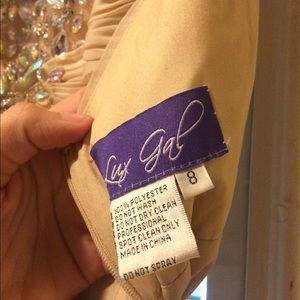 Lux Gal
8
100% POLYESTER
DO NOT WASH
DO NOT DRY CLEAN
PROFESSIONAL
SPOT CLEAN ONLY
MADE IN CHINA
DO NOT SPRAY